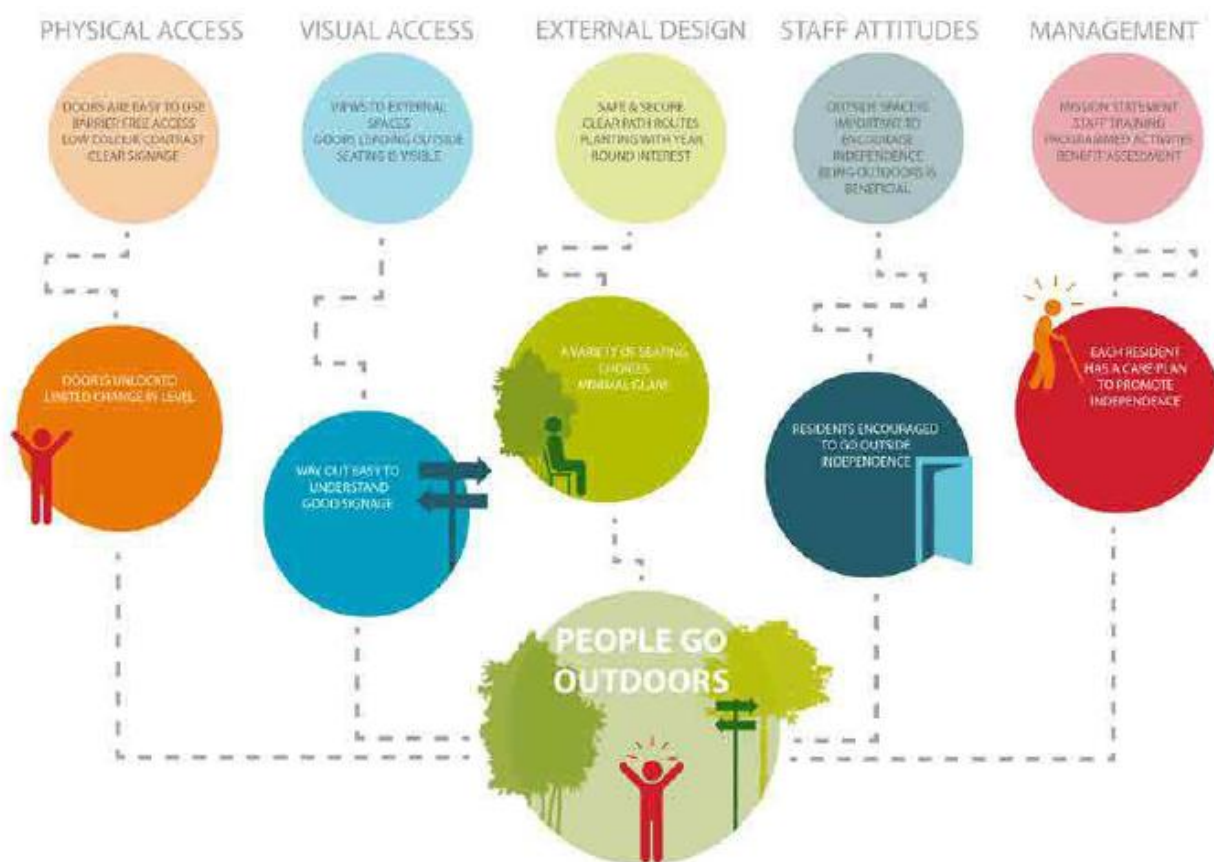 PHYSICAL ACCESS
VISUAL ACCESS
EXTERNAL DESIGN
STAFF ATTITUDES
MANAGEMENT
DOORS ARE EASY TO USE
BARRIER FREE ACCESS
LOW COLOUR CONTRAST
CLEAR SIGNAGE
VIEWS TO EXTERNAL
SPACES
DOORS LEADING OUTSIDE
SEATING IS VISIBLE
SAFE & SECURE
CLEAR PATH ROUTES
PLANTING WITH YEAR
ROUND INTEREST
OUTSIDE SPACE IS
IMPORTANT TO
ENCOURAGE
INDEPENDENCE
BEING OUTDOORS IS
BENEFICIAL
MISSION STATEMENT
STAFF TRAINING
PROGRAMMED ACTIVITIES
BENEFIT ASSESSMENT
DOOR IS UNLOCKED
LIMITED CHANGE IN LEVEL
WAY OUT EASY TO
UNDERSTAND
GOOD SIGNAGE
A VARIETY OF SEATING
CHOICES
MINIMAL GLARE
RESIDENTS ENCOURAGED
TO GO OUTSIDE
INDEPENDENCE
EACH RESIDENT
HAS A CARE PLAN
TO PROMOTE
INDEPENDENCE
PEOPLE GO
OUTDOORS